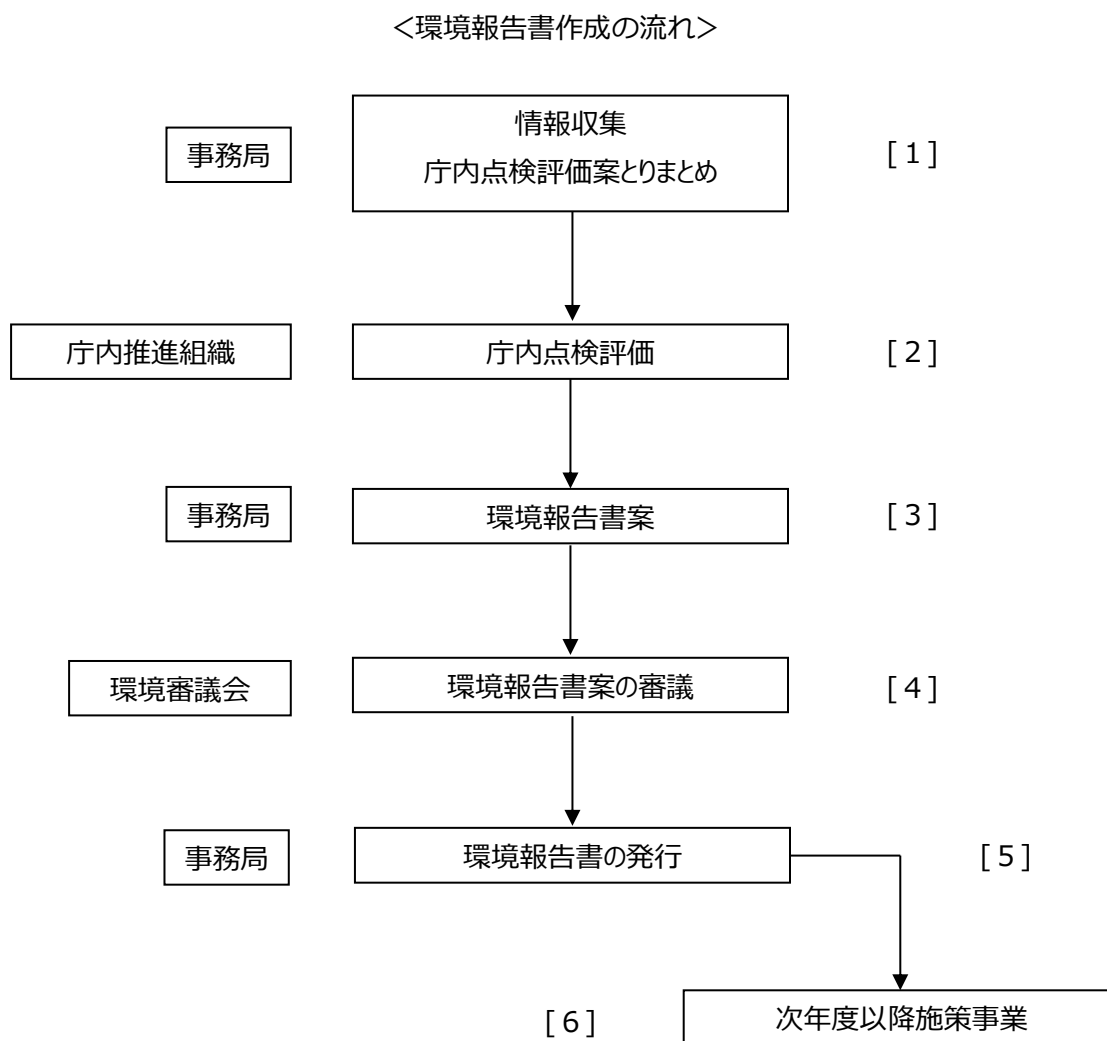 <環境報告書作成の流れ>
情報収集
事務局
庁内点検評価案とりまとめ
[1]
庁内推進組織
庁内点検評価
[2]
事務局
環境報告書案
[3]
環境審議会
環境報告書案の審議
[4]
事務局
環境報告書の発行
[5]
[6]
次年度以降施策事業